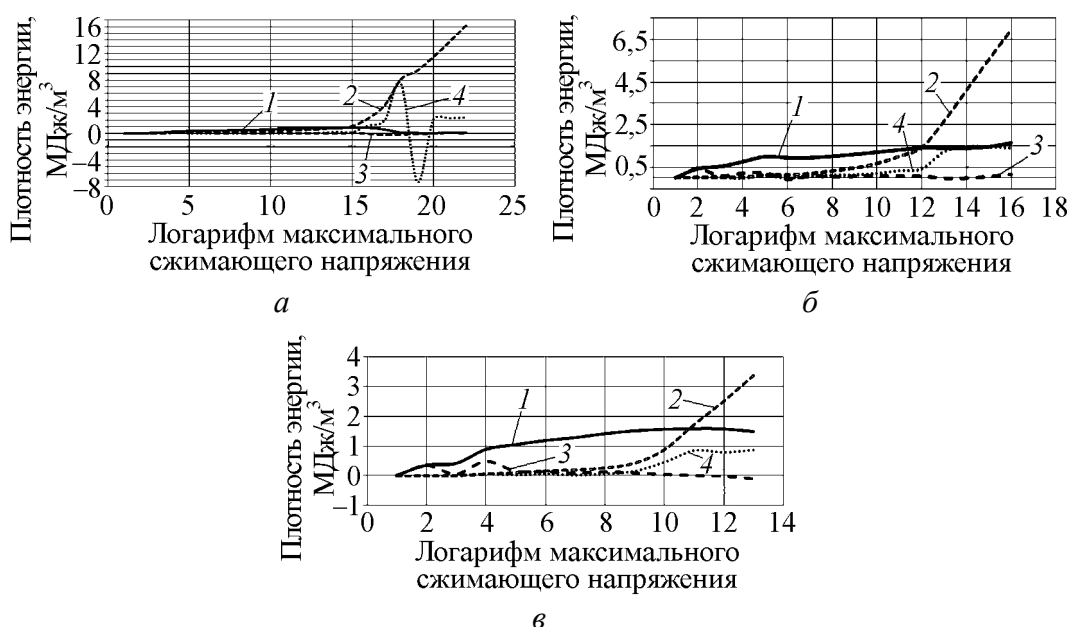 Плотность энергии,
МДж/м³
16
12
8
4
0
–4
–8
1
2
4
3
0 5 10 15 20 25
Логарифм максимального
сжимающего напряжения
а
Плотность энергии,
МДж/м³
6,5
4,5
2,5
0,5
1
2
4
3
0 2 4 6 8 10 12 14 16 18
Логарифм максимального
сжимающего напряжения
б
Плотность энергии,
МДж/м³
4
3
2
1
0
–1
1
2
3
4
0 2 4 6 8 10 12 14
Логарифм максимального
сжимающего напряжения
в